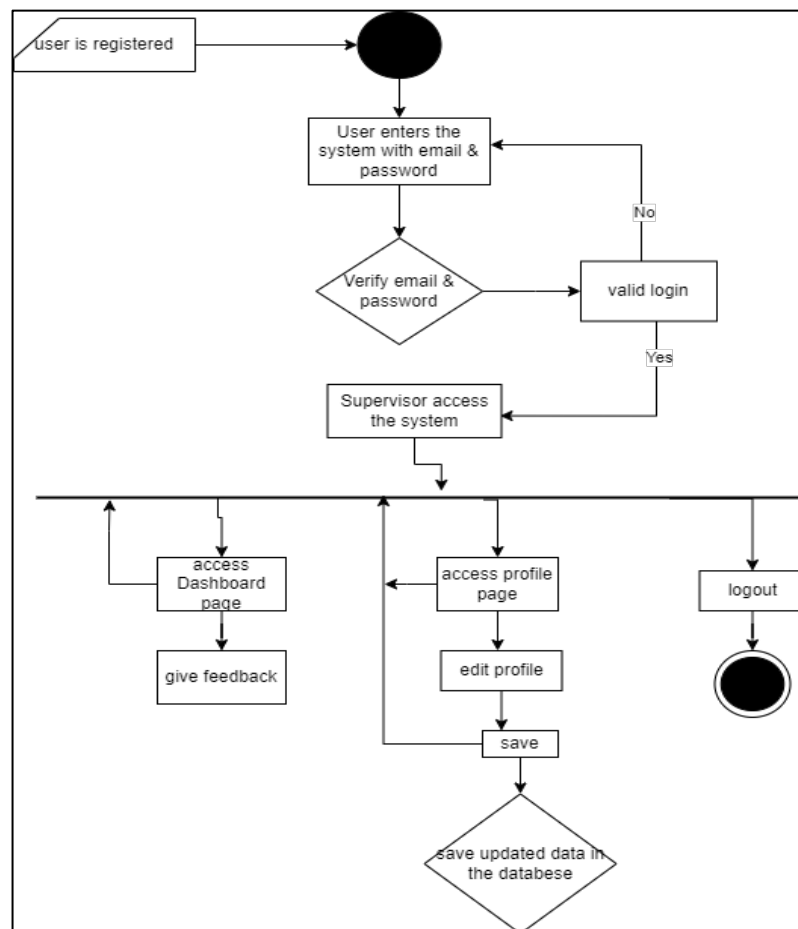 user is registered
User enters the
system with email &
password
No
Verify email &
password
valid login
Yes
Supervisor access
the system
access
Dashboard
page
access profile
page
logout
give feedback
edit profile
save
save updated data in
the databese